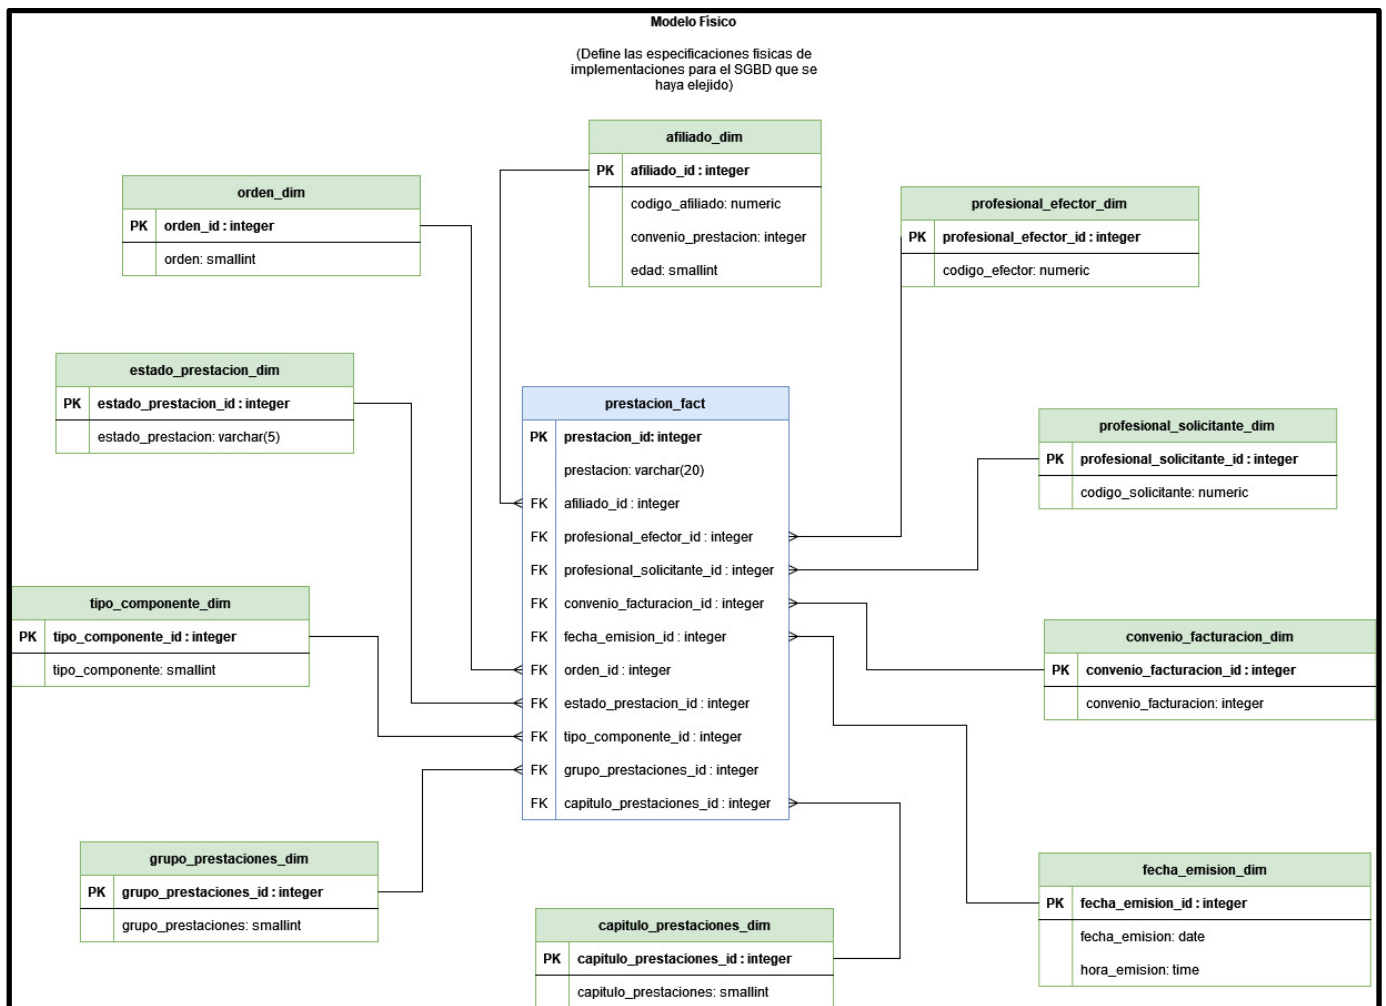 Modelo Físico
(Define las especificaciones fisicas de
implementaciones para el SGBD que se
haya elejido)
afiliado_dim
PK afiliado_id : integer
codigo_afiliado: numeric
convenio_prestacion: integer
edad: smallint
orden_dim
PK orden_id : integer
orden: smallint
profesional_efector_dim
PK profesional_efector_id : integer
codigo_efector: numeric
estado_prestacion_dim
PK estado_prestacion_id : integer
estado_prestacion: varchar(5)
prestacion_fact
PK prestacion_id: integer
prestacion: varchar(20)
FK afiliado_id : integer
FK profesional_efector_id : integer
FK profesional_solicitante_id : integer
FK convenio_facturacion_id : integer
FK fecha_emision_id : integer
FK orden_id : integer
FK estado_prestacion_id : integer
FK tipo_componente_id : integer
FK grupo_prestaciones_id : integer
FK capitulo_prestaciones_id : integer
profesional_solicitante_dim
PK profesional_solicitante_id : integer
codigo_solicitante: numeric
tipo_componente_dim
PK tipo_componente_id : integer
tipo_componente: smallint
convenio_facturacion_dim
PK convenio_facturacion_id : integer
convenio_facturacion: integer
grupo_prestaciones_dim
PK grupo_prestaciones_id : integer
grupo_prestaciones: smallint
fecha_emision_dim
PK fecha_emision_id : integer
fecha_emision: date
hora_emision: time
capitulo_prestaciones_dim
PK capitulo_prestaciones_id : integer
capitulo_prestaciones: smallint